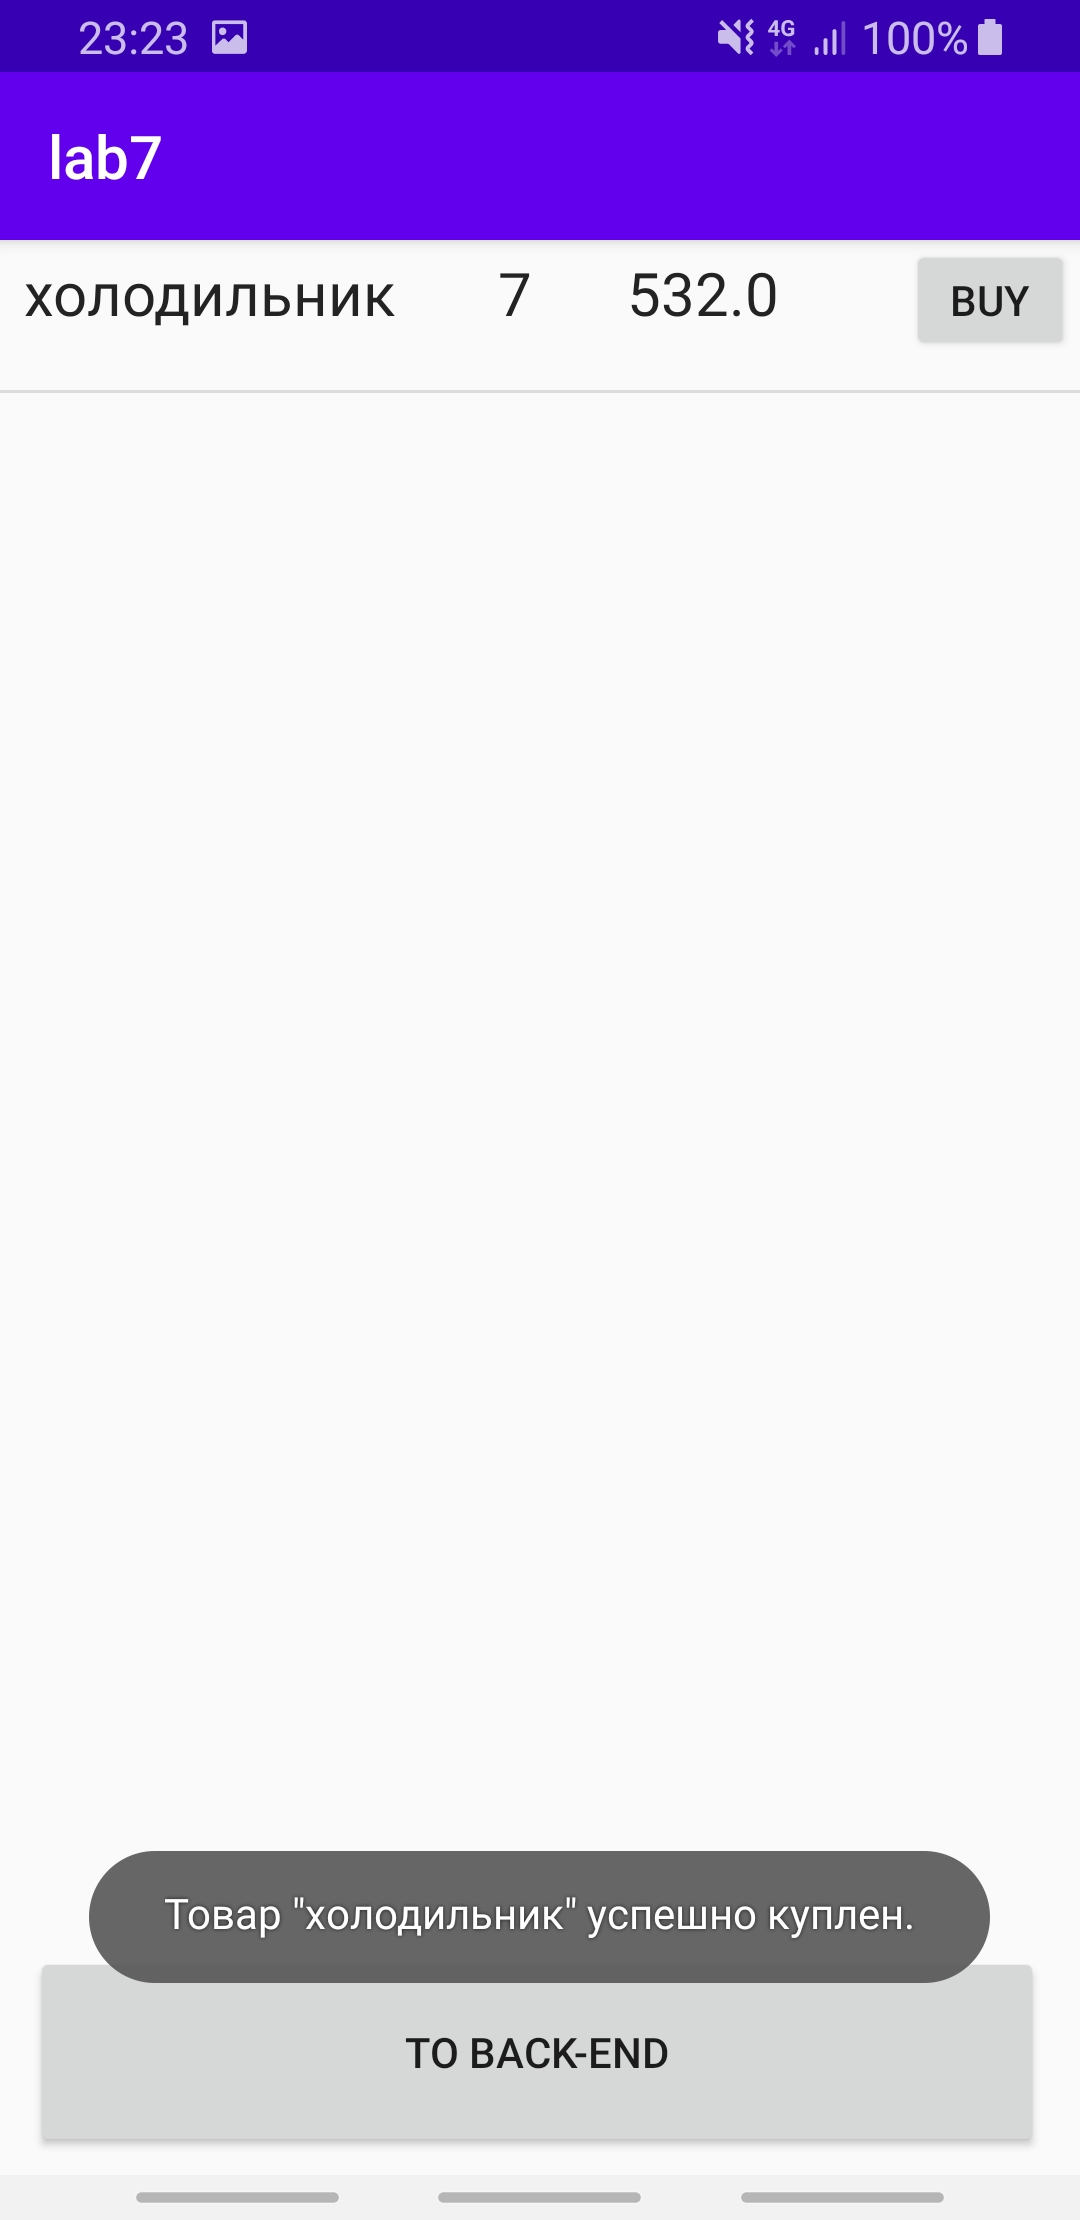 23:23 4G 100%
lab7
холодильник 7 532.0 BUY
Товар "холодильник" успешно куплен.
TO BACK-END